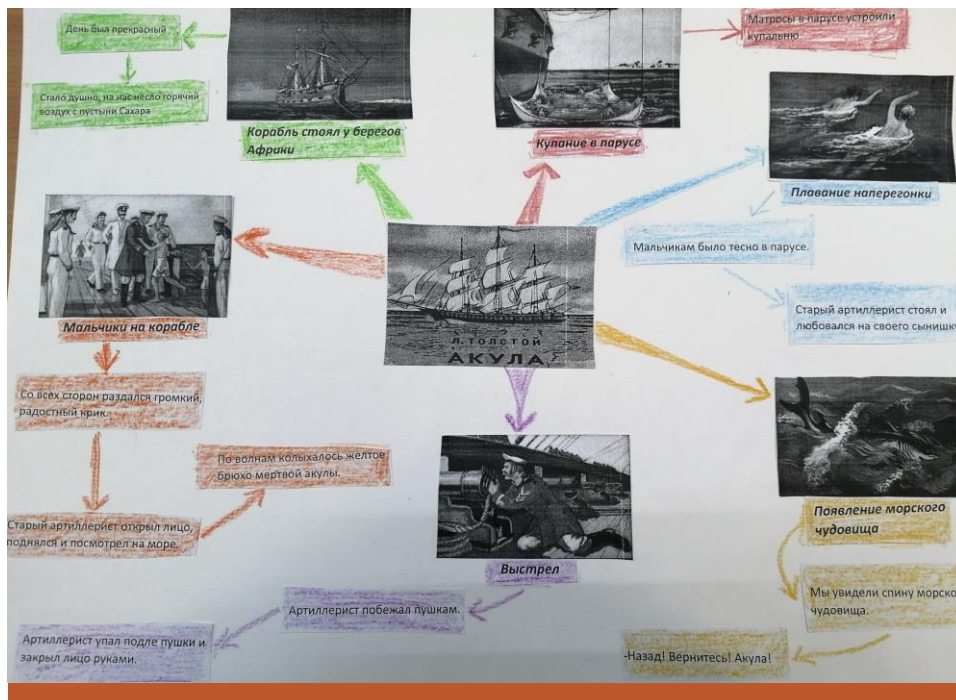 День был прекрасный
Стало душно, на нас несло горячий
воздух с пустыни Сахара
Корабль стоял у берегов
Африки
Матросы в парусе устроили
купальню
Купание в парусе
Плавание наперегонки
Мальчикам было тесно в парусе.
Старый артиллерист стоял и
любовался на своего сынишку
Л.ТОЛСТОЙ
АКУЛА
Мальчики на корабле
Со всех сторон раздался громкий,
радостный крик.
По волнам колыхалось желтое
брюхо мертвой акулы.
Старый артиллерист открыл лицо,
поднялся и посмотрел на море.
Появление морского
чудовища
Мы увидели спину морско
чудовища.
-Назад! Вернитесь! Акула!
Выстрел
Артиллерист побежал пушкам.
Артиллерист упал подле пушки и
закрыл лицо руками.